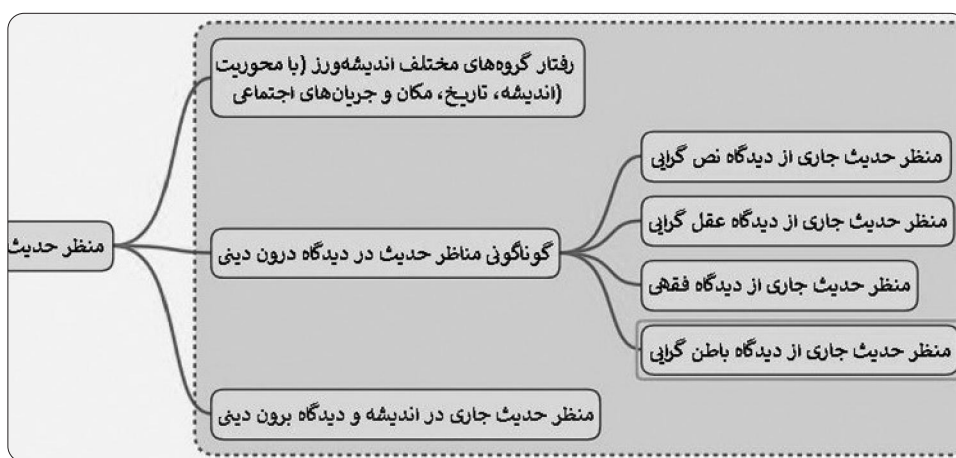 منظر حدیث
رفتار گروه‌های مختلف اندیشه‌ورز (با محوریت
اندیشه، تاریخ، مکان و جریان‌های اجتماعی)
گوناگونی مناظر حدیث در دیدگاه درون دینی
منظر حدیث جاری از دیدگاه نص گرایی
منظر حدیث جاری از دیدگاه عقل گرایی
منظر حدیث جاری از دیدگاه فقهی
منظر حدیث جاری از دیدگاه باطن گرایی
منظر حدیث جاری در اندیشه و دیدگاه برون دینی